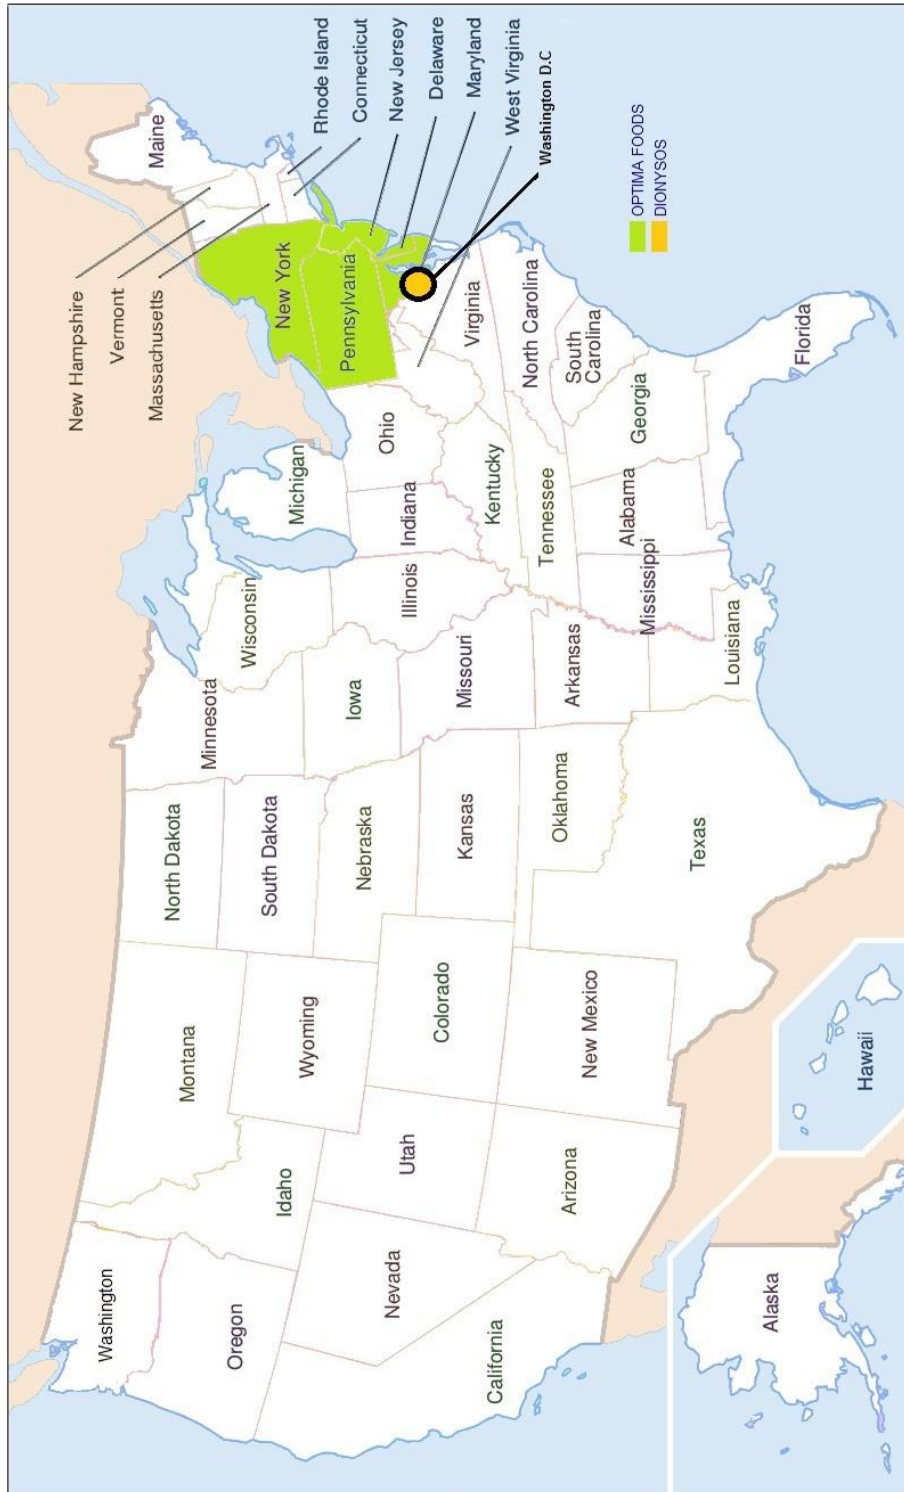 Maine
New Hampshire
Vermont
Massachusetts
Rhode Island
Connecticut
New Jersey
Delaware
Maryland
West Virginia
Washington D.C
Washington
Montana
North Dakota
Minnesota
Wisconsin
Michigan
New York
Pennsylvania
Oregon
Idaho
Wyoming
South Dakota
Iowa
Nebraska
Illinois
Indiana
Ohio
Nevada
Utah
Colorado
Kansas
Missouri
Kentucky
Virginia
California
Arizona
New Mexico
Oklahoma
Arkansas
Tennessee
North Carolina
South
Carolina
Texas
Louisiana
Mississippi
Alabama
Georgia
Florida
Alaska
Hawaii
OPTIMA FOODS
DIONYSOS